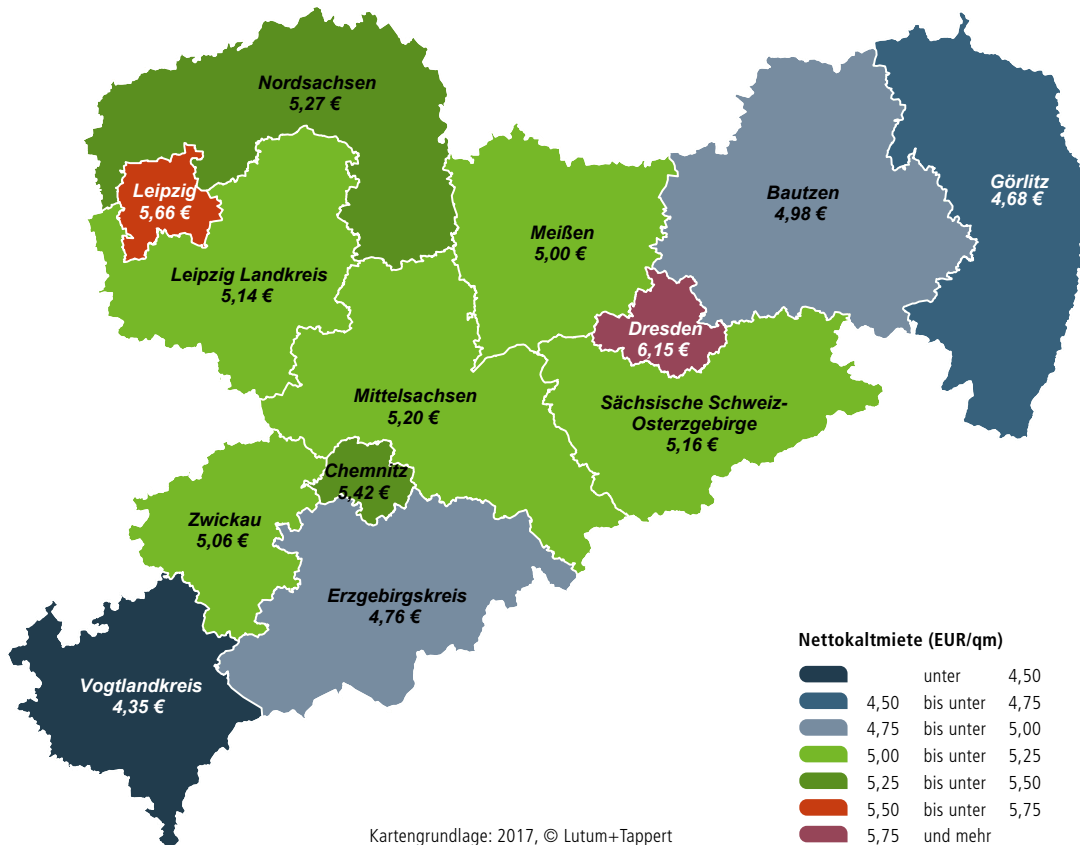 Nordsachsen
5,27 €
Leipzig
5,66 €
Leipzig Landkreis
5,14 €
Meißen
5,00 €
Bautzen
4,98 €
Görlitz
4,68 €
Dresden
6,15 €
Mittelsachsen
5,20 €
Sächsische Schweiz-
Osterzgebirge
5,16 €
Chemnitz
5,42 €
Zwickau
5,06 €
Erzgebirgskreis
4,76 €
Vogtlandkreis
4,35 €
Nettokaltmiete (EUR/qm)
unter 4,50
4,50 bis unter 4,75
4,75 bis unter 5,00
5,00 bis unter 5,25
5,25 bis unter 5,50
5,50 bis unter 5,75
5,75 und mehr
Kartengrundlage: 2017, © Lutum+Tappert